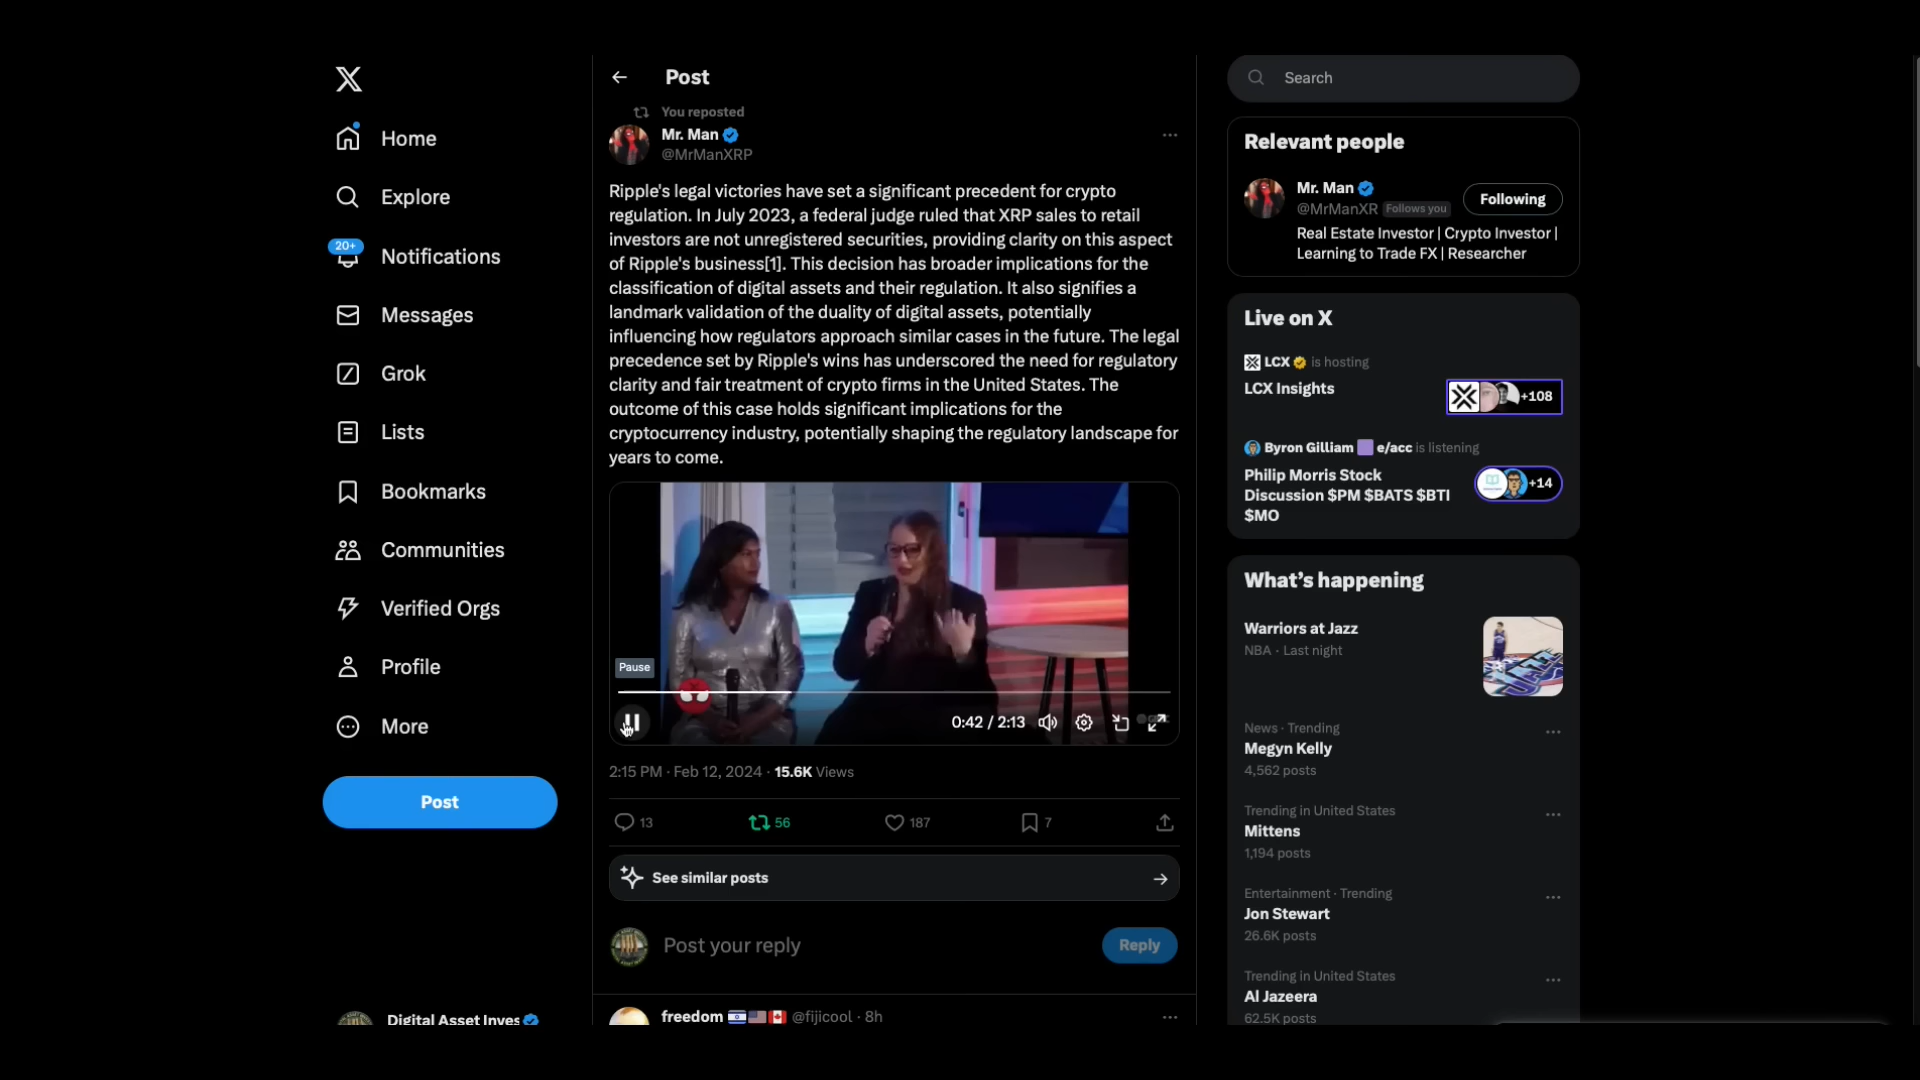 Home
Explore
20+
Notifications
Messages
Grok
Lists
Bookmarks
Communities
Verified Orgs
Profile
More
Post
Digital Asset Inves
Post
You reposted
Mr. Man
@MrManXRP
Ripple's legal victories have set a significant precedent for crypto
regulation. In July 2023, a federal judge ruled that XRP sales to retail
investors are not unregistered securities, providing clarity on this aspect
of Ripple's business[1]. This decision has broader implications for the
classification of digital assets and their regulation. It also signifies a
landmark validation of the duality of digital assets, potentially
influencing how regulators approach similar cases in the future. The legal
precedence set by Ripple's wins has underscored the need for regulatory
clarity and fair treatment of crypto firms in the United States. The
outcome of this case holds significant implications for the
cryptocurrency industry, potentially shaping the regulatory landscape for
years to come.
Pause
0:42 / 2:13
2:15 PM · Feb 12, 2024 · 15.6K Views
13 56 187 7
See similar posts
Post your reply
Reply
freedom @fijicool · 8h
Search
Relevant people
Mr. Man
@MrManXR Follows you
Following
Real Estate Investor | Crypto Investor |
Learning to Trade FX | Researcher
Live on X
LCX is hosting
LCX Insights
+108
Byron Gilliam e/acc is listening
Philip Morris Stock
Discussion $PM $BATS $BTI
$MO
+14
What's happening
Warriors at Jazz
NBA · Last night
News · Trending
Megyn Kelly
4,562 posts
Trending in United States
Mittens
1,194 posts
Entertainment · Trending
Jon Stewart
26.6K posts
Trending in United States
Al Jazeera
62.5K posts